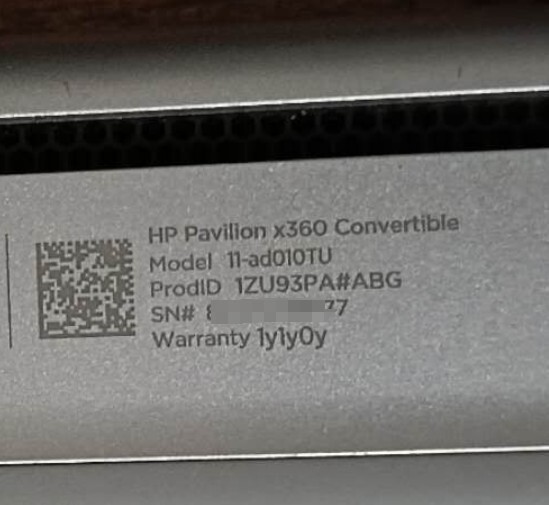 HP Pavilion x360 Convertible
Model 11-ad010TU
ProdID 1ZU93PA#ABG
SN# 77
Warranty 1y1y0y